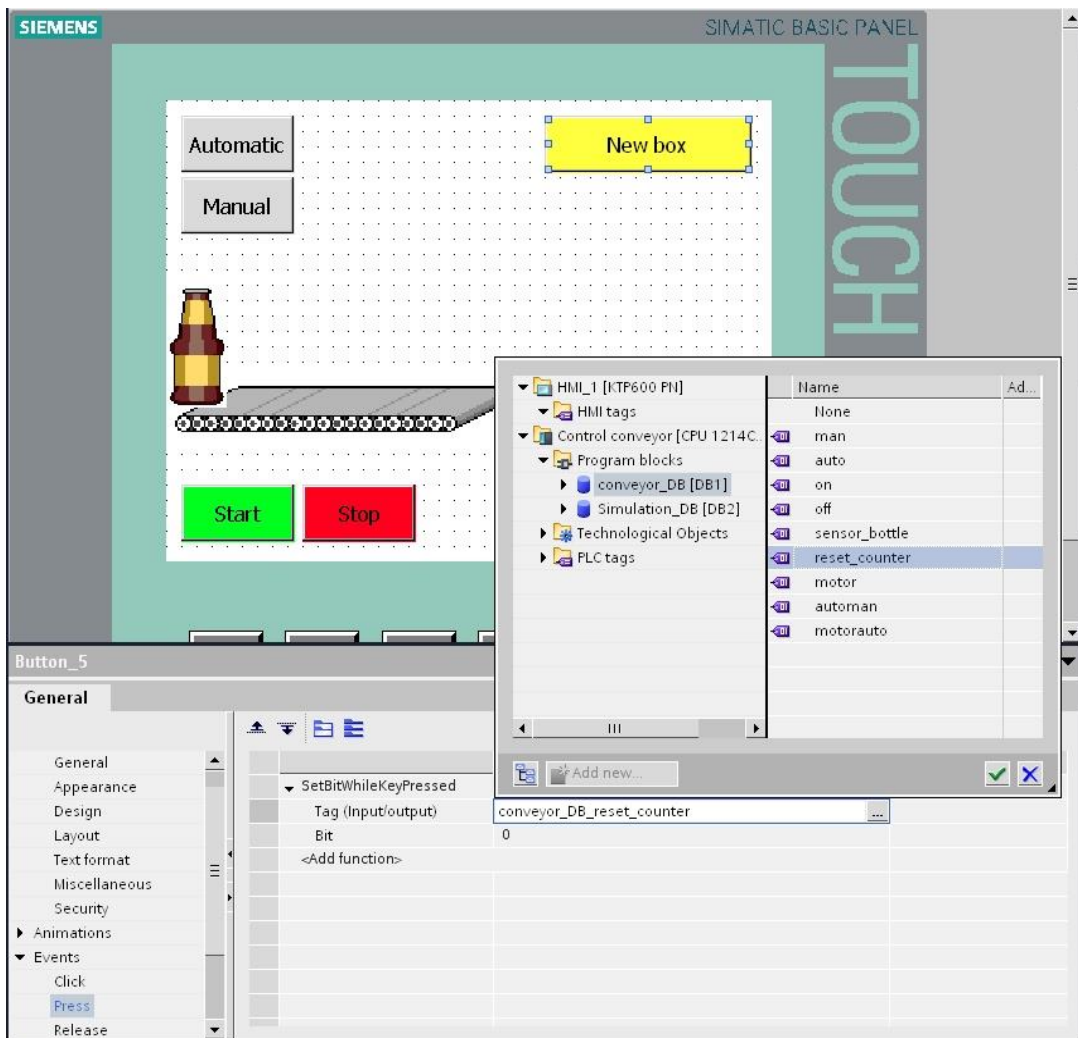 SIEMENS
SIMATIC BASIC PANEL
TOUCH
Automatic
New box
Manual
Start
Stop
HMI_1 [KTP600 PN]
HMI tags
Control conveyor [CPU 1214C..
Program blocks
conveyor_DB [DB1]
Simulation_DB [DB2]
Technological Objects
PLC tags
Name
Ad...
None
man
auto
on
off
sensor_bottle
reset_counter
motor
automan
motorauto
Add new...
Button_5
General
General
Appearance
Design
Layout
Text format
Miscellaneous
Security
Animations
Events
Click
Press
Release
SetBitWhileKeyPressed
Tag (Input/output)
conveyor_DB_reset_counter
...
Bit
0
<Add function>